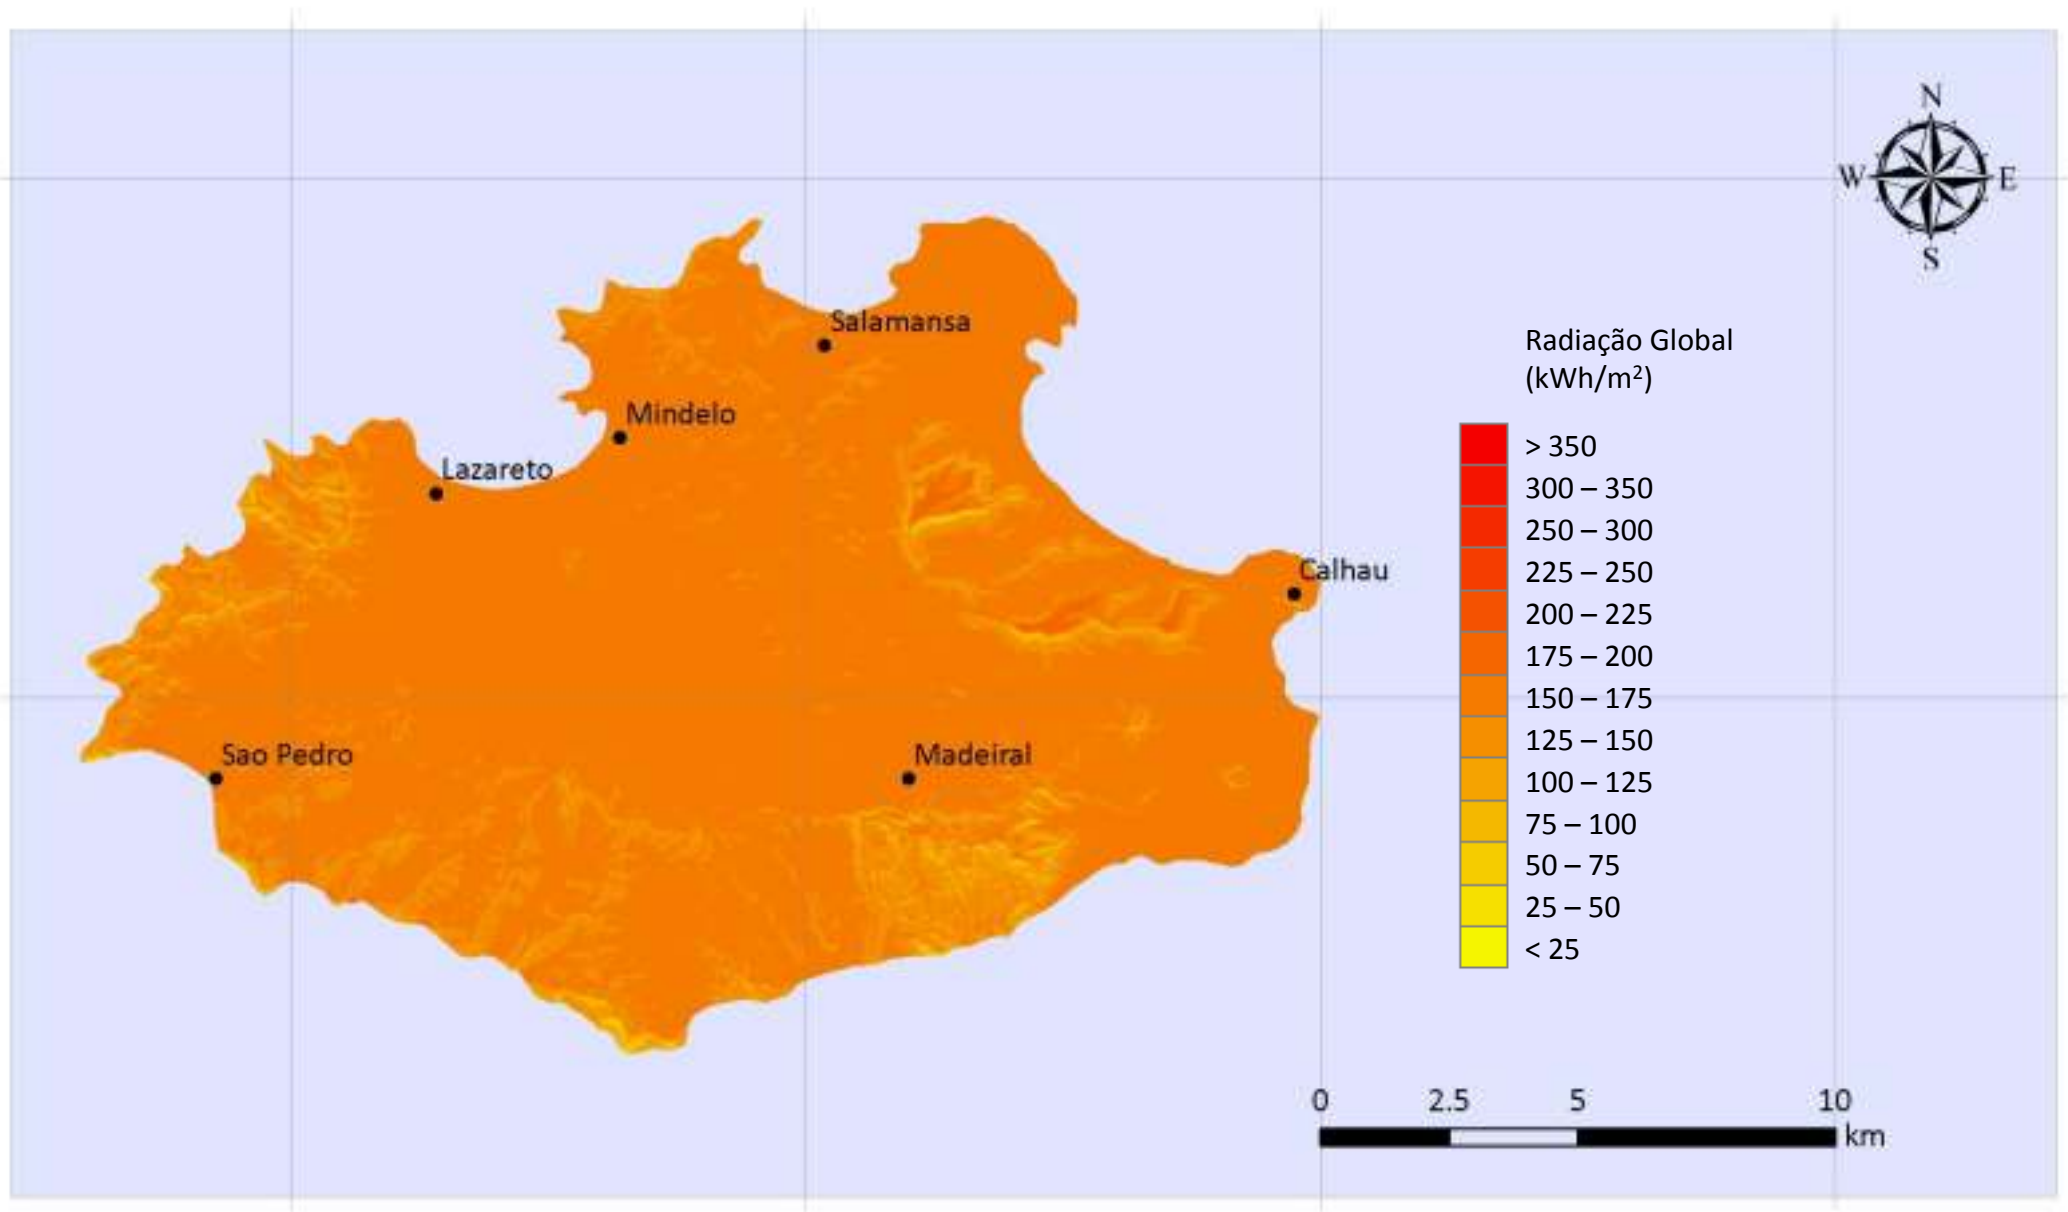 N
W E
S
Salamansa
Mindelo
Lazareto
Calhau
Sao Pedro
Madeiral
Radiação Global
(kWh/m²)
> 350
300 – 350
250 – 300
225 – 250
200 – 225
175 – 200
150 – 175
125 – 150
100 – 125
75 – 100
50 – 75
25 – 50
< 25
0 2.5 5 10
km